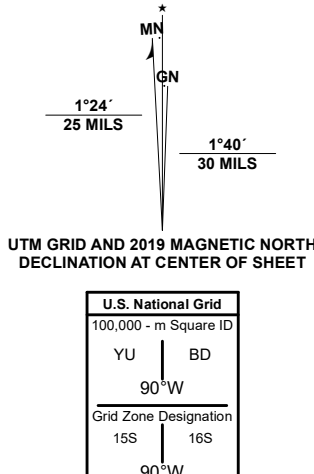 ★
MN
GN
1°24´
25 MILS
1°40´
30 MILS
UTM GRID AND 2019 MAGNETIC NORTH
DECLINATION AT CENTER OF SHEET
U.S. National Grid
100,000 - m Square ID
YU BD
90°W
Grid Zone Designation
15S 16S
90°W